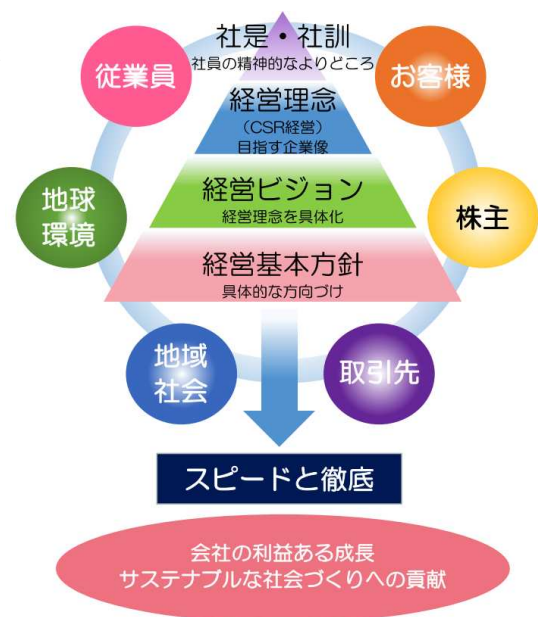 社是・社訓
社員の精神的なよりどころ
従業員
お客様
経営理念
（CSR経営）
目指す企業像
地球
環境
経営ビジョン
経営理念を具体化
株主
経営基本方針
具体的な方向づけ
地域
社会
取引先
スピードと徹底
会社の利益ある成長
サステナブルな社会づくりへの貢献